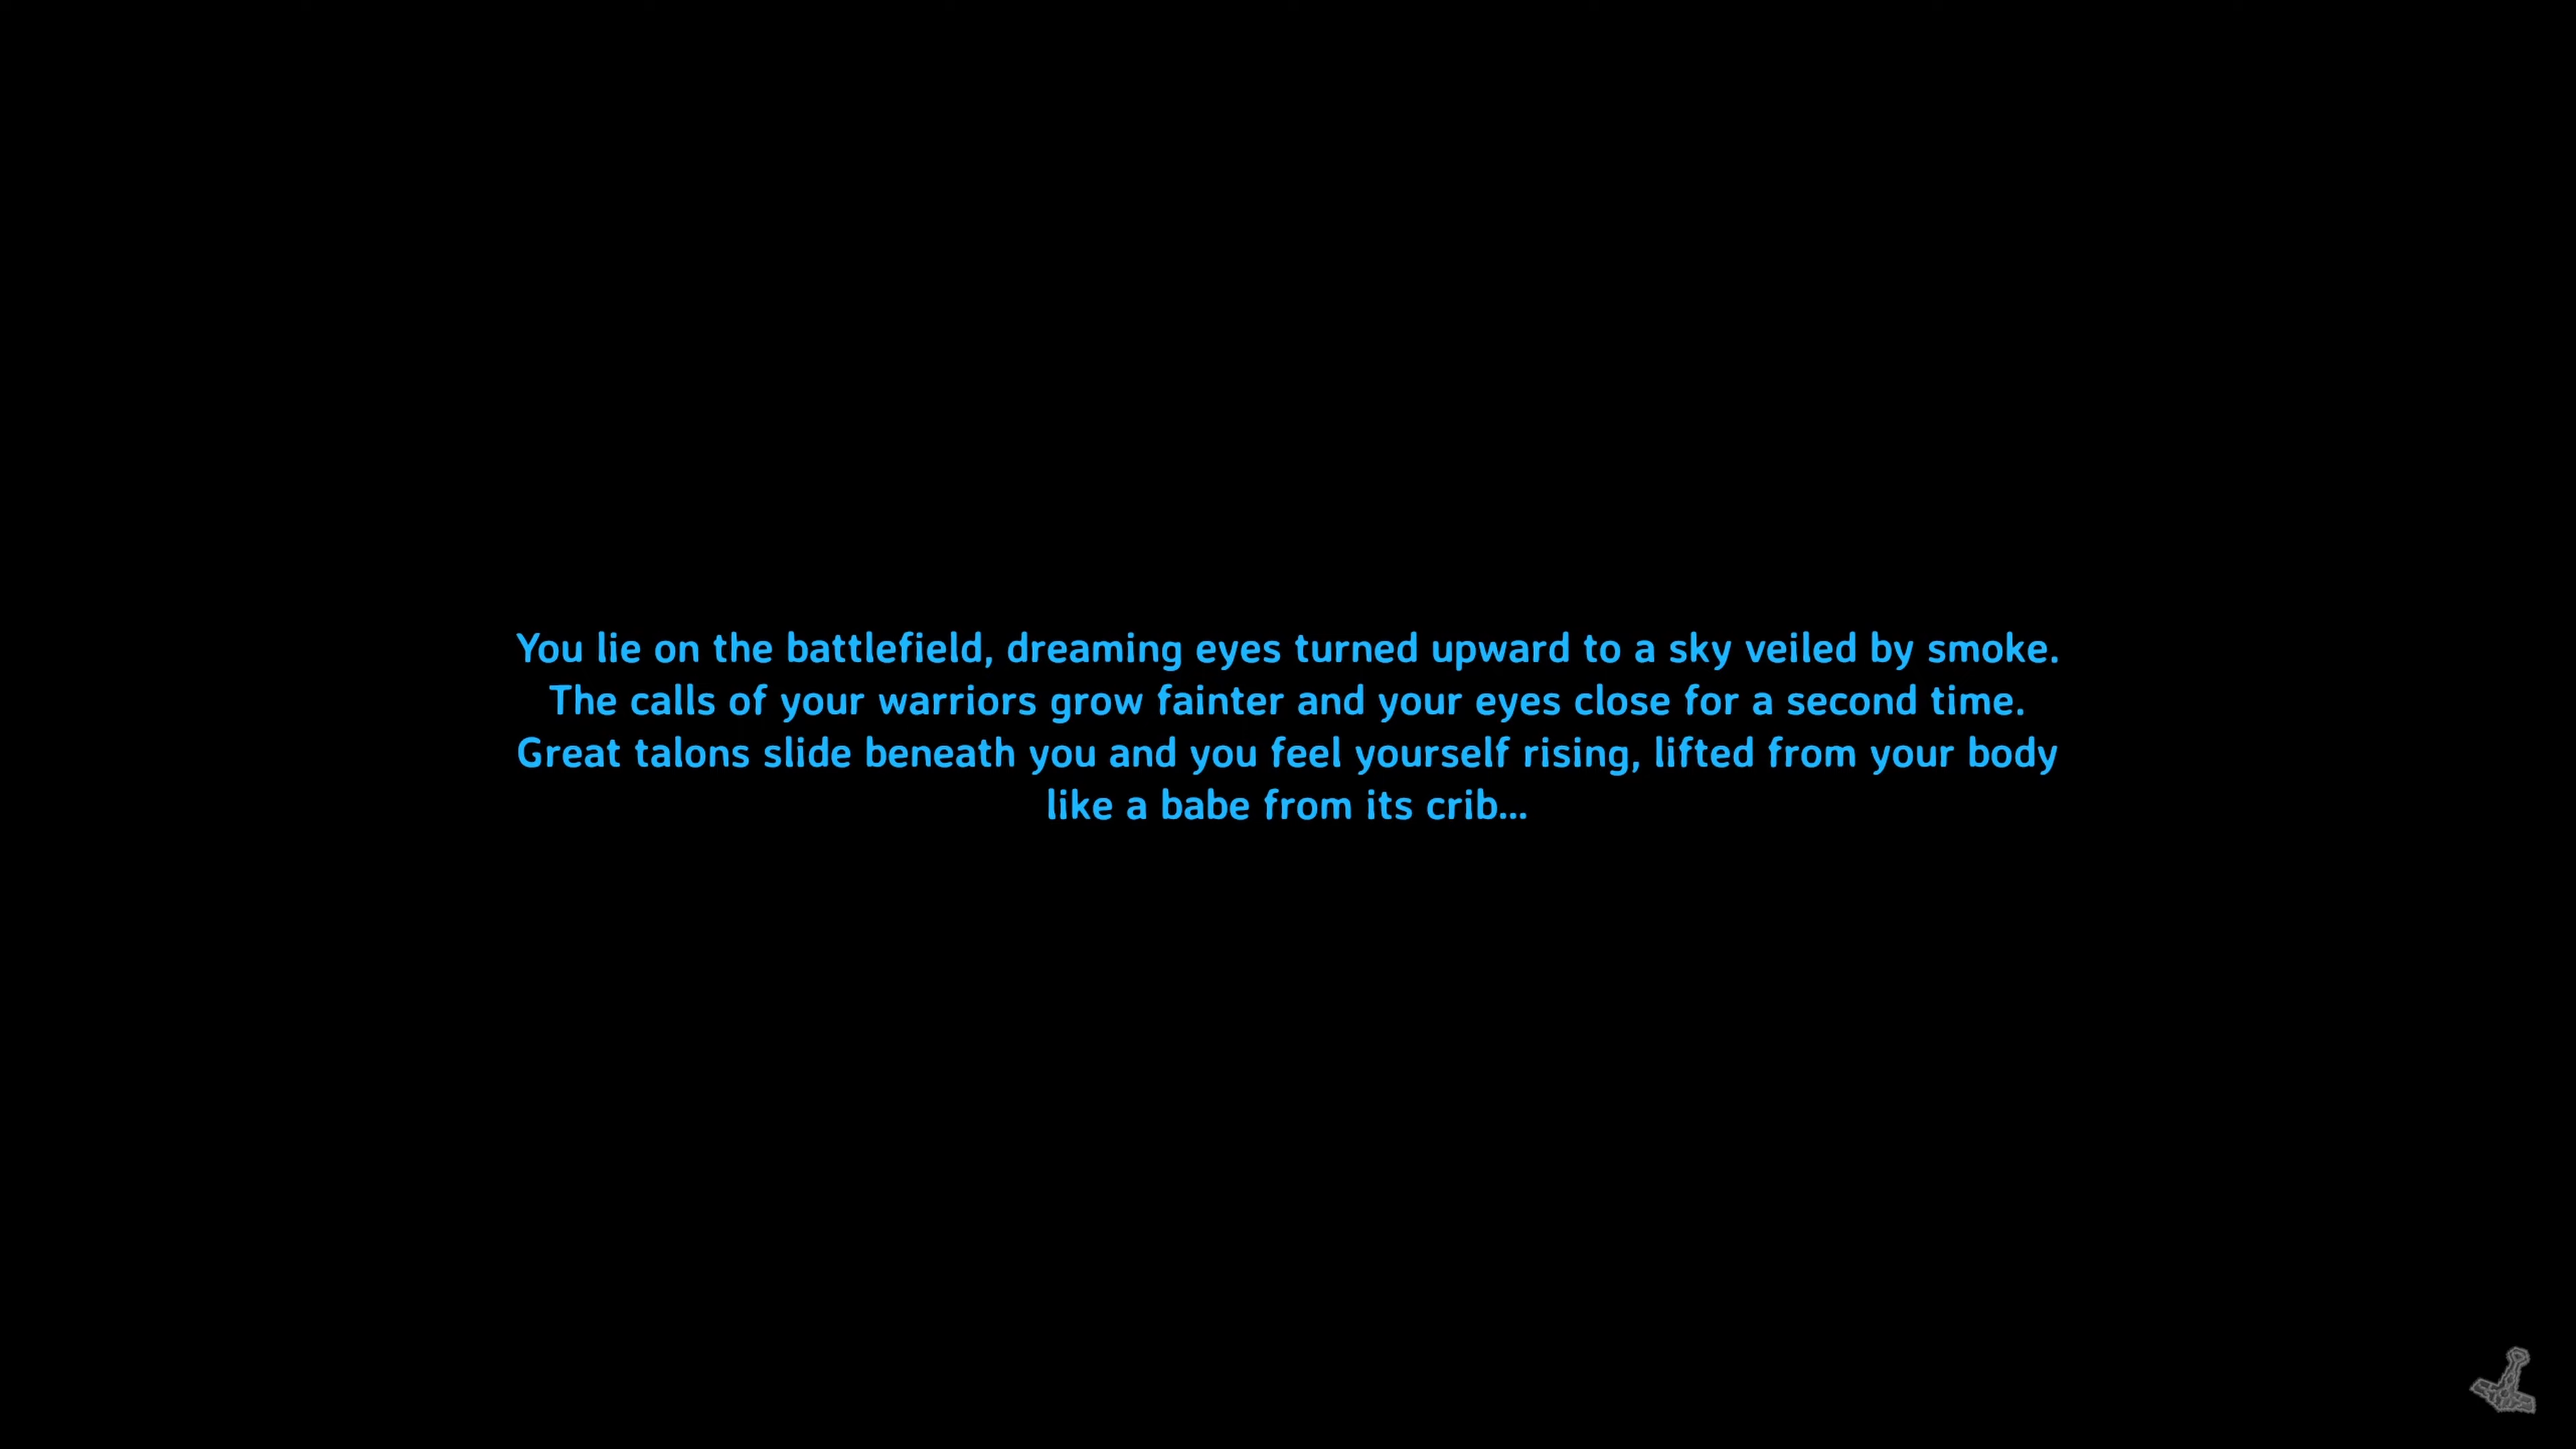 You lie on the battlefield, dreaming eyes turned upward to a sky veiled by smoke.
The calls of your warriors grow fainter and your eyes close for a second time.
Great talons slide beneath you and you feel yourself rising, lifted from your body
like a babe from its crib...